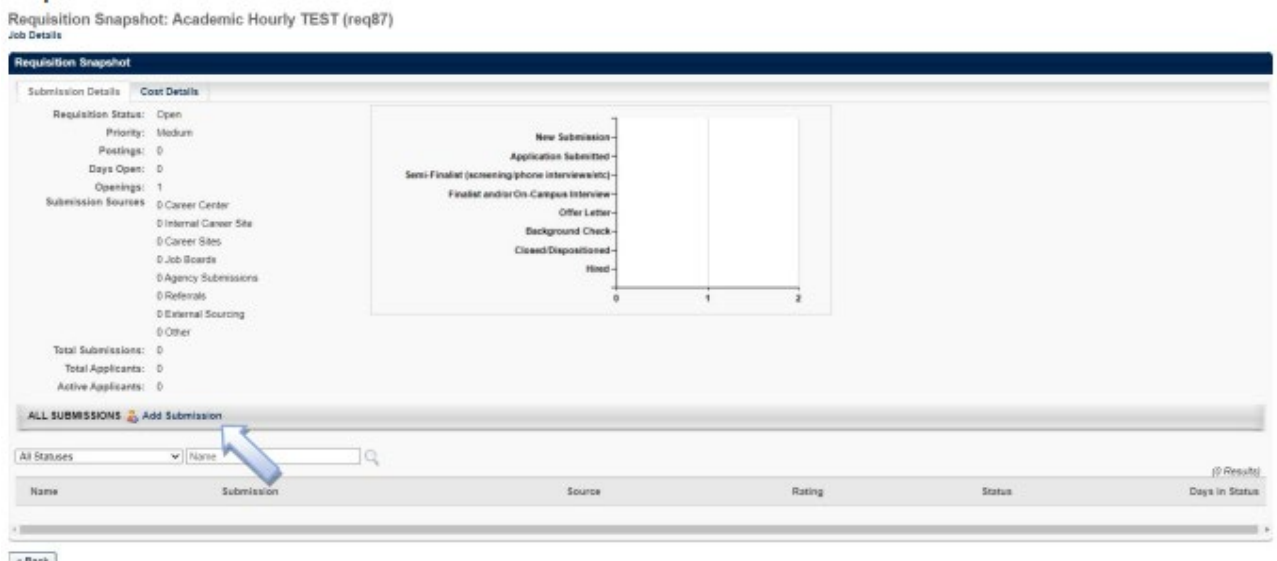 Requisition Snapshot: Academic Hourly TEST (req87)
Job Details
Requisition Snapshot
Submission Details Cost Details
Requisition Status: Open
Priority: Medium
Postings: 0
Days Open: 0
Openings: 1
Submission Sources 0 Career Center
0 Internal Career Site
0 Career Sites
0 Job Boards
0 Agency Submissions
0 Referrals
0 External Sourcing
0 Other
Total Submissions: 0
Total Applicants: 0
Active Applicants: 0
New Submission
Application Submitted
Semi-Finalist (screening/phone interviews/etc)
Finalist and/or On-Campus Interview
Offer Letter
Background Check
Closed/Dispositioned
Hired
0 1 2
ALL SUBMISSIONS Add Submission
All Statuses Name
(0 Results)
Name Submission Source Rating Status Days in Status
« Back